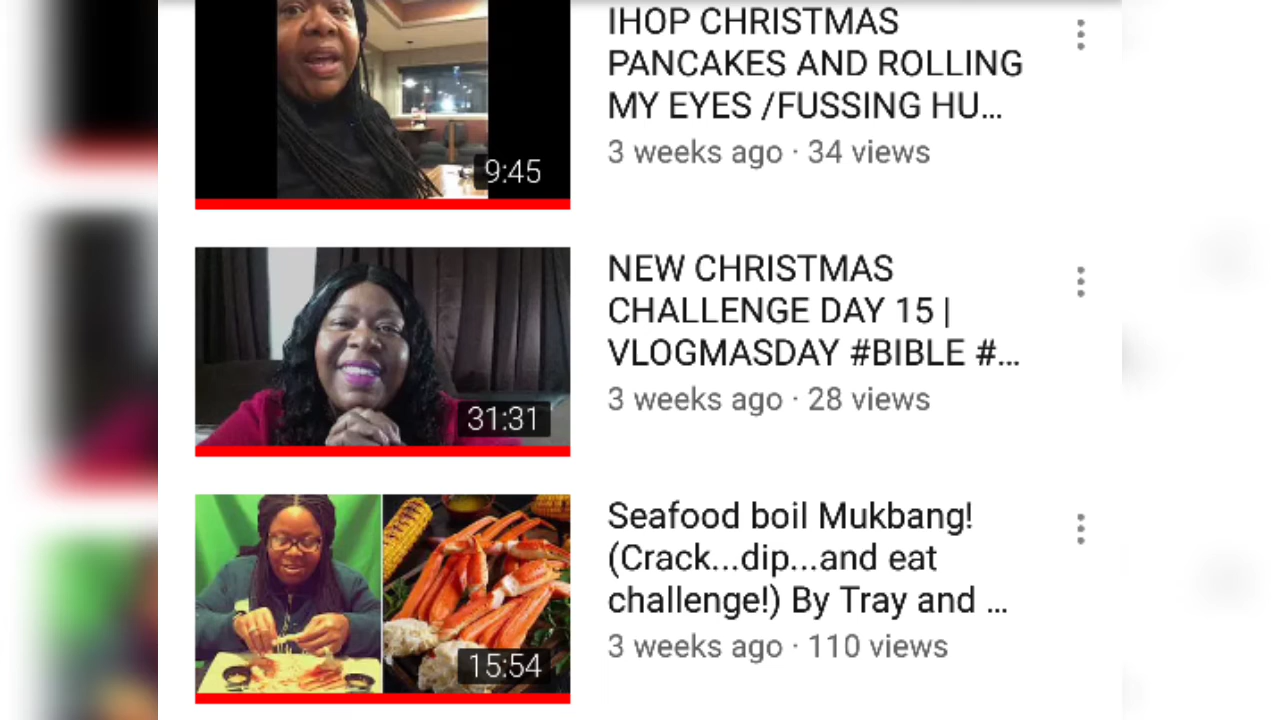 IHOP CHRISTMAS
PANCAKES AND ROLLING
MY EYES /FUSSING HU...
3 weeks ago · 34 views
9:45
NEW CHRISTMAS
CHALLENGE DAY 15 |
VLOGMASDAY #BIBLE #...
3 weeks ago · 28 views
31:31
Seafood boil Mukbang!
(Crack...dip...and eat
challenge!) By Tray and ...
3 weeks ago · 110 views
15:54